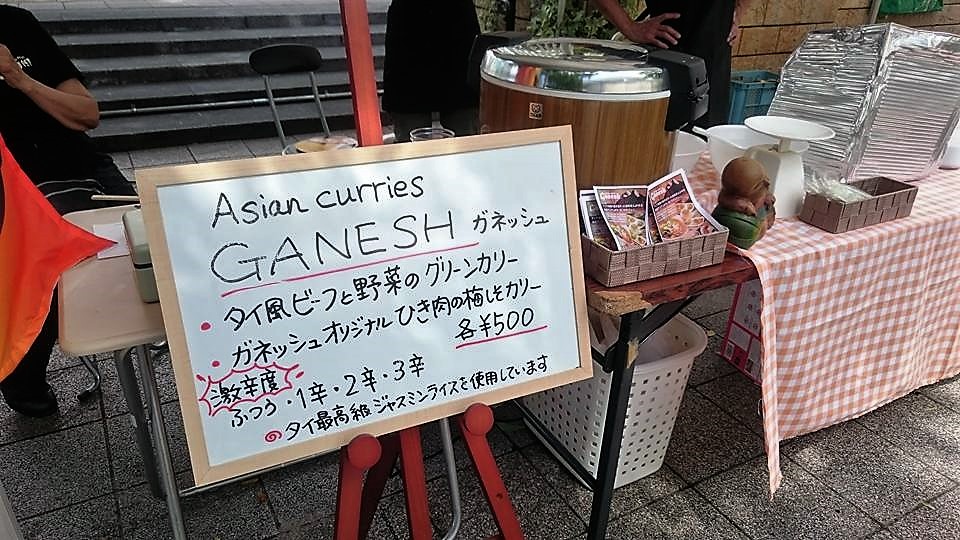 Asian curries
GANESH ガネッシュ
・タイ風ビーフと野菜のグリーンカリー
・ガネッシュオリジナルひき肉の梅しそカリー
各¥500
激辛度
ふつう・1辛・2辛・3辛
タイ最高級ジャスミンライスを使用しています